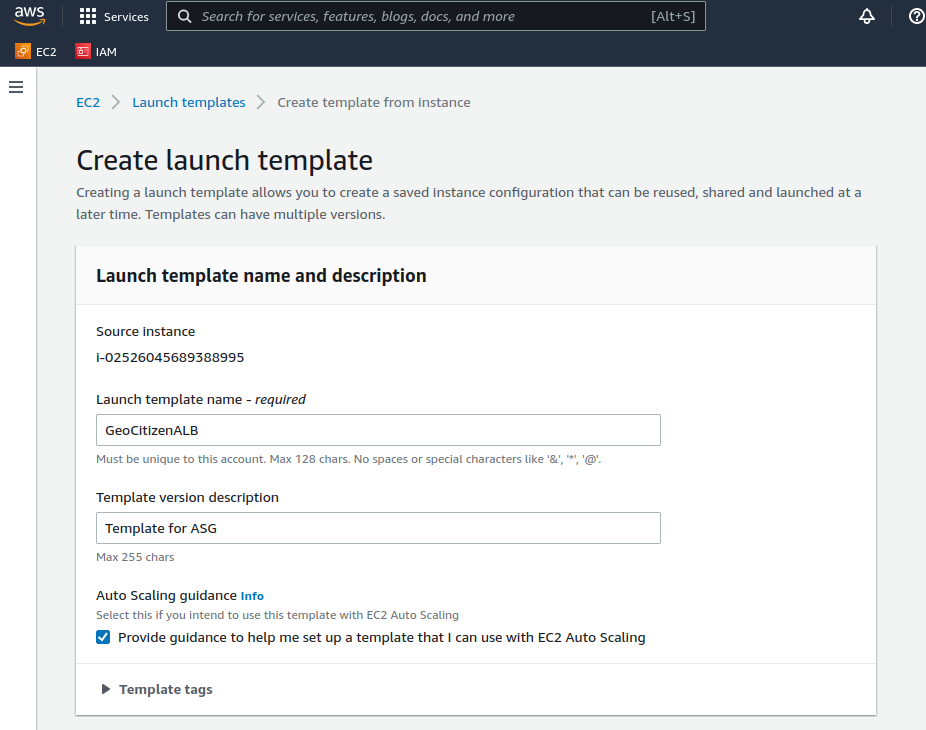 aws
Services
Search for services, features, blogs, docs, and more
[Alt+S]
EC2
IAM
EC2
Launch templates
Create template from instance
Create launch template
Creating a launch template allows you to create a saved instance configuration that can be reused, shared and launched at a
later time. Templates can have multiple versions.
Launch template name and description
Source instance
i-02526045689388995
Launch template name - required
GeoCitizenALB
Must be unique to this account. Max 128 chars. No spaces or special characters like '&', '*', '@'.
Template version description
Template for ASG
Max 255 chars
Auto Scaling guidance Info
Select this if you intend to use this template with EC2 Auto Scaling
Provide guidance to help me set up a template that I can use with EC2 Auto Scaling
Template tags